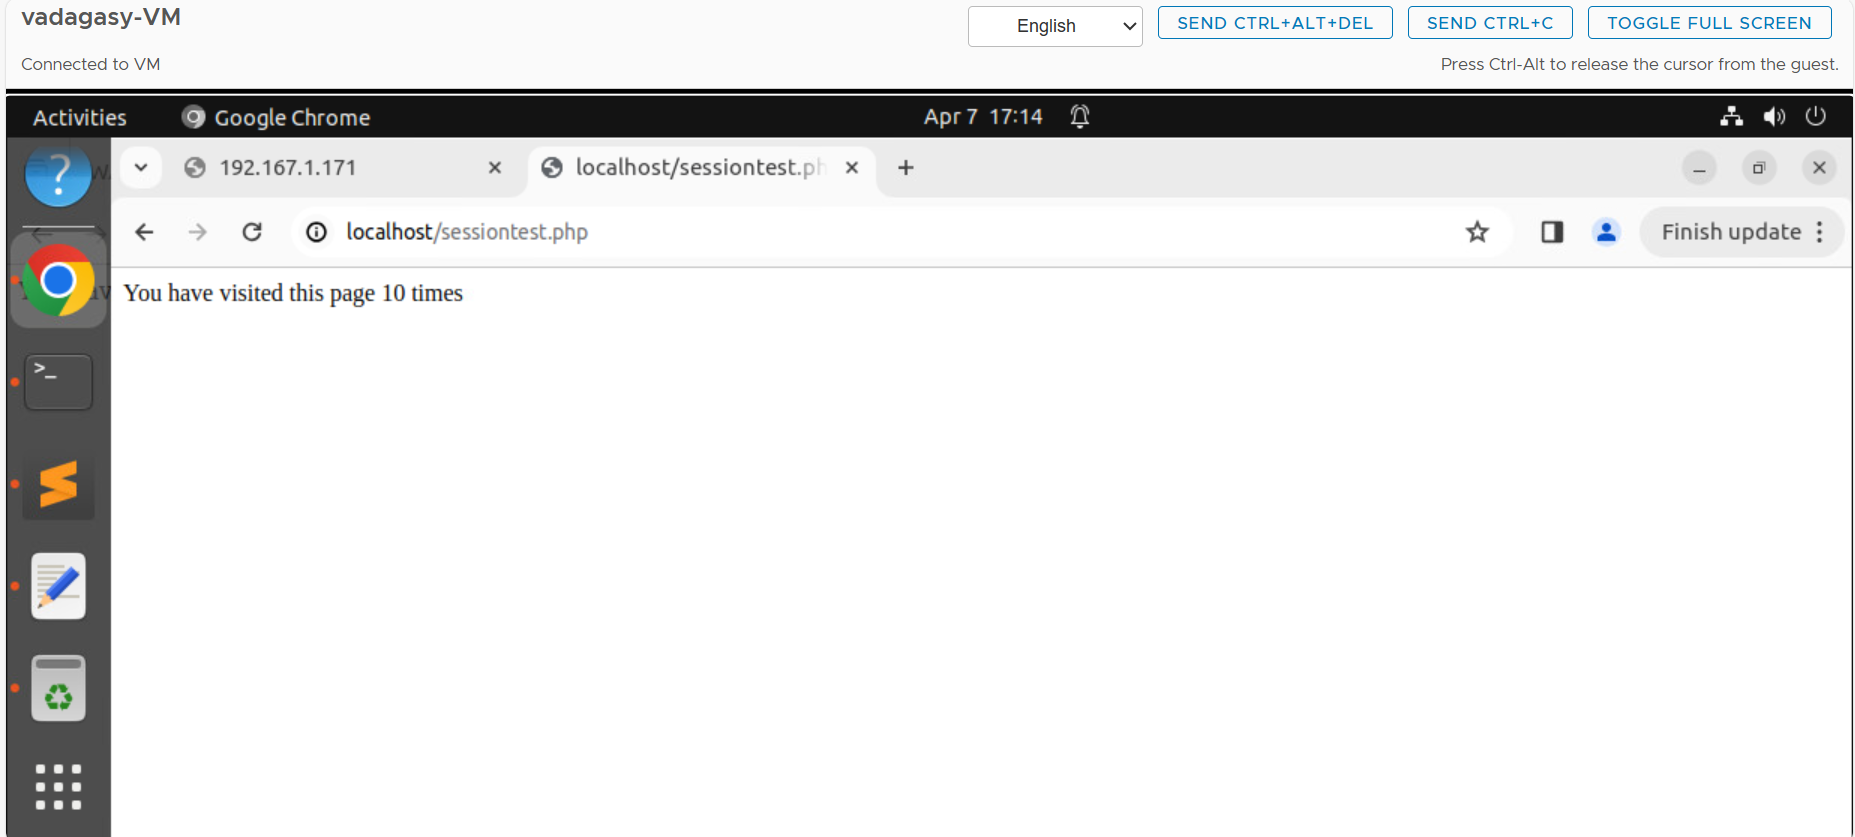 vadagasy-VM
English
SEND CTRL+ALT+DEL
SEND CTRL+C
TOGGLE FULL SCREEN
Connected to VM
Press Ctrl-Alt to release the cursor from the guest.
Activities
Google Chrome
Apr 7 17:14
192.167.1.171
localhost/sessiontest.ph
localhost/sessiontest.php
Finish update
You have visited this page 10 times